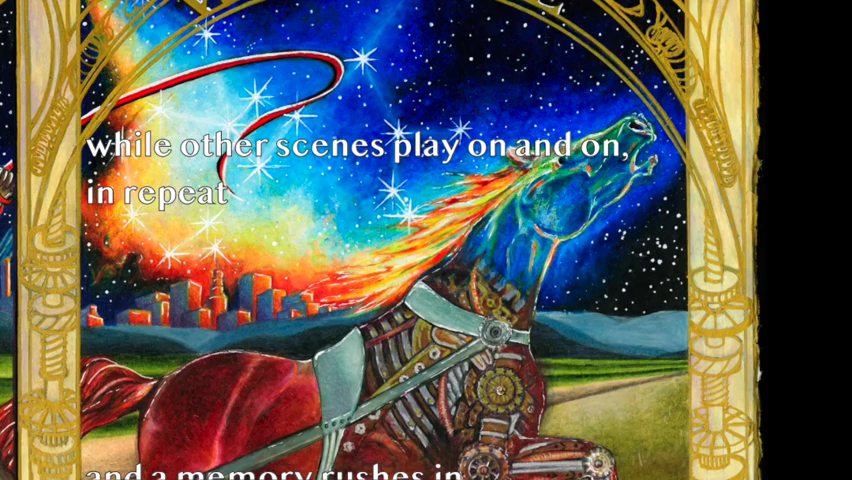 while other scenes play on and on,
in repeat
and a memory rushes in